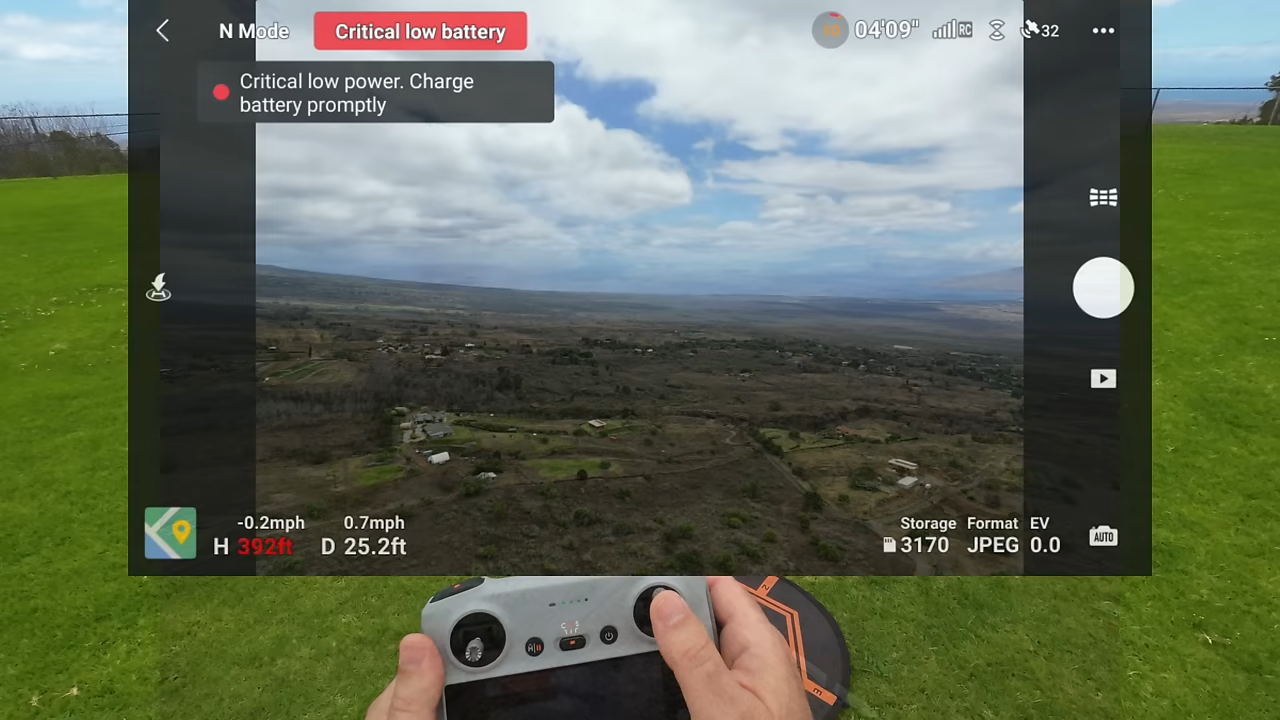 N Mode
Critical low battery
10
04'09"
RC
32
Critical low power. Charge
battery promptly
-0.2mph
0.7mph
H 392ft
D 25.2ft
Storage
Format
EV
3170
JPEG
0.0
AUTO
N
E